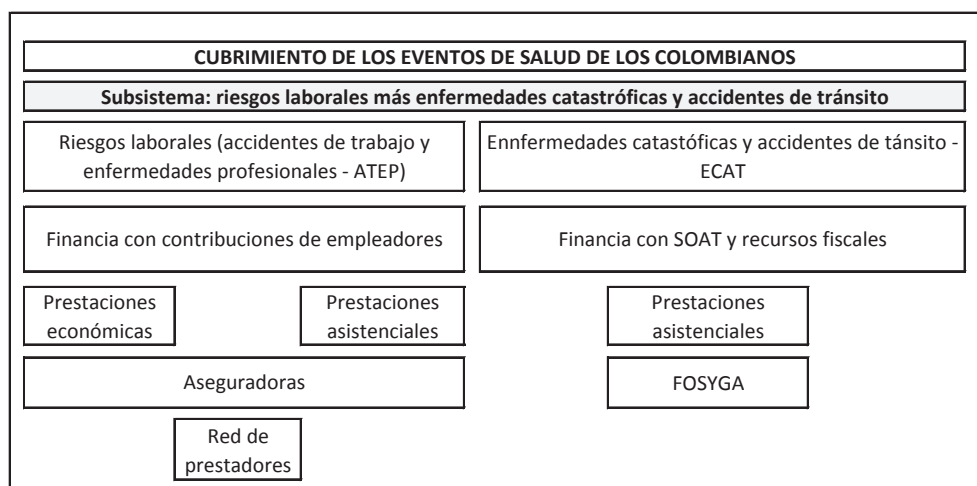 CUBRIMIENTO DE LOS EVENTOS DE SALUD DE LOS COLOMBIANOS
Subsistema: riesgos laborales más enfermedades catastróficas y accidentes de tránsito
Riesgos laborales (accidentes de trabajo y
enfermedades profesionales - ATEP)
Ennfermedades catastóficas y accidentes de tánsito -
ECAT
Financia con contribuciones de empleadores
Financia con SOAT y recursos fiscales
Prestaciones
económicas
Prestaciones
asistenciales
Prestaciones
asistenciales
Aseguradoras
FOSYGA
Red de
prestadores